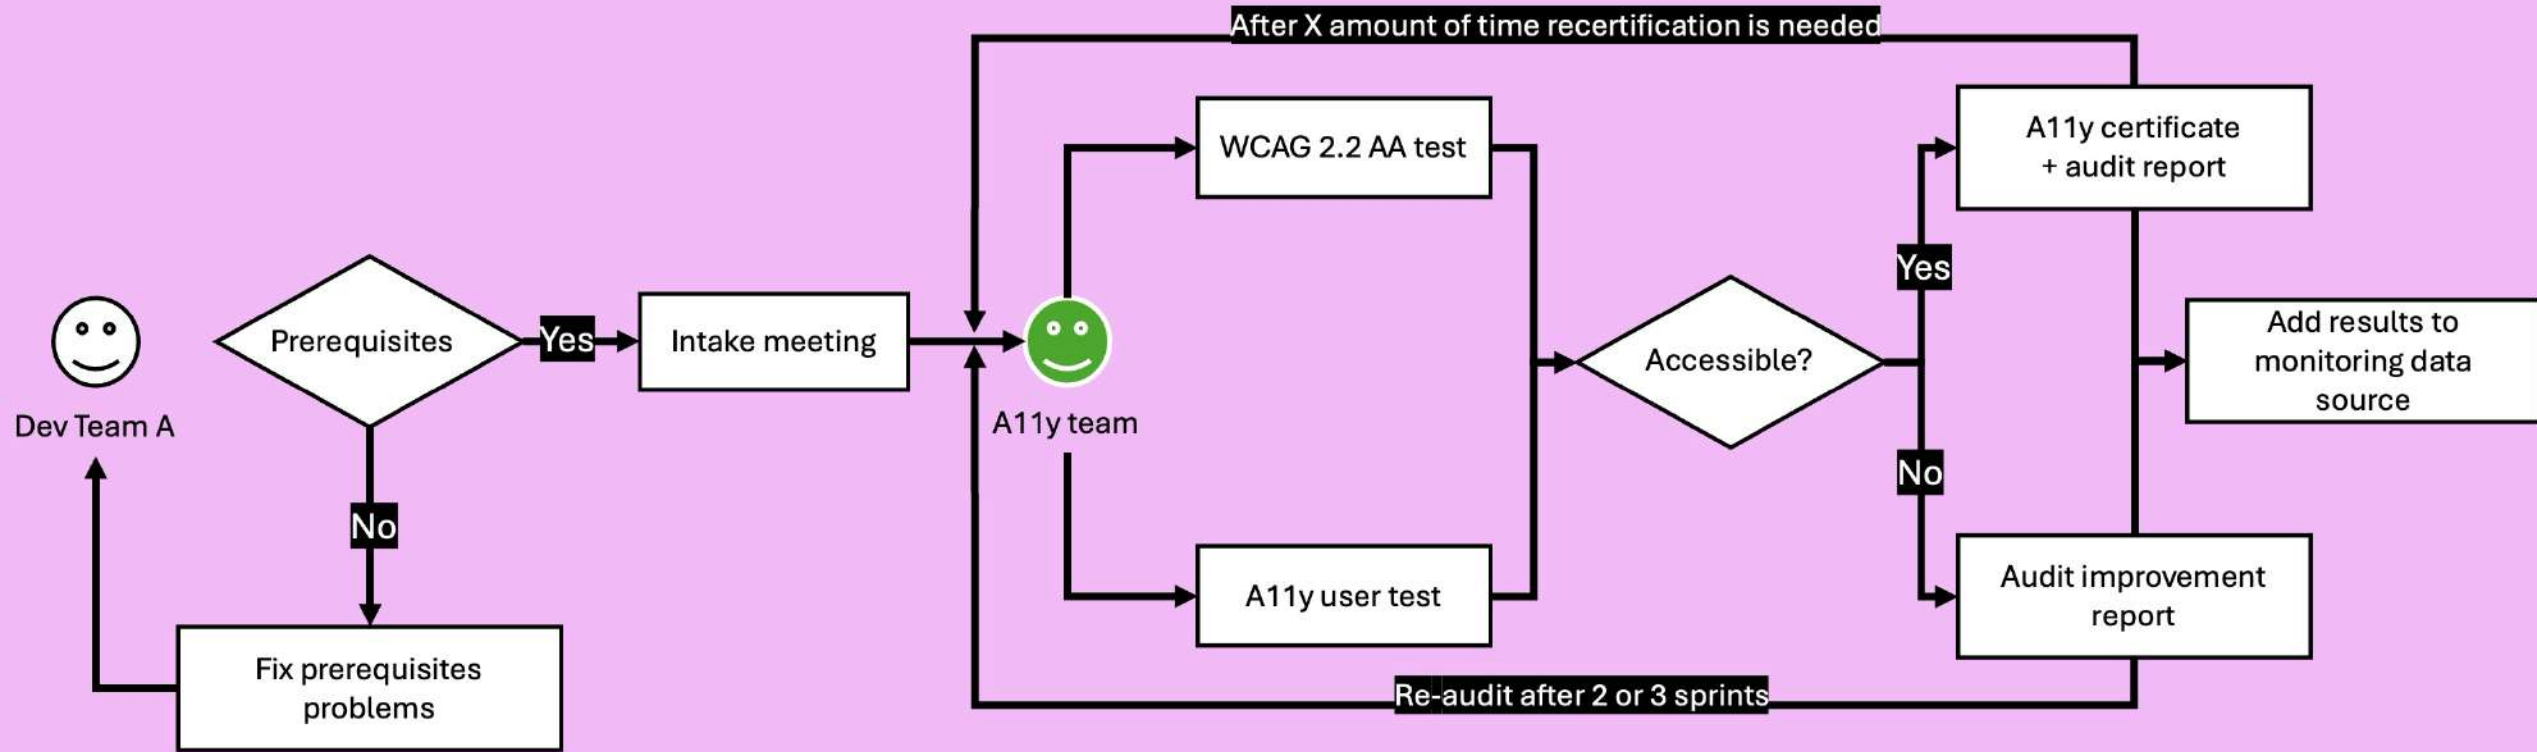 After X amount of time recertification is needed
WCAG 2.2 AA test
A11y certificate
+ audit report
Yes
Prerequisites
Yes
Intake meeting
Accessible?
Add results to
monitoring data
source
Dev Team A
A11y team
No
No
A11y user test
Audit improvement
report
Fix prerequisites
problems
Re-audit after 2 or 3 sprints